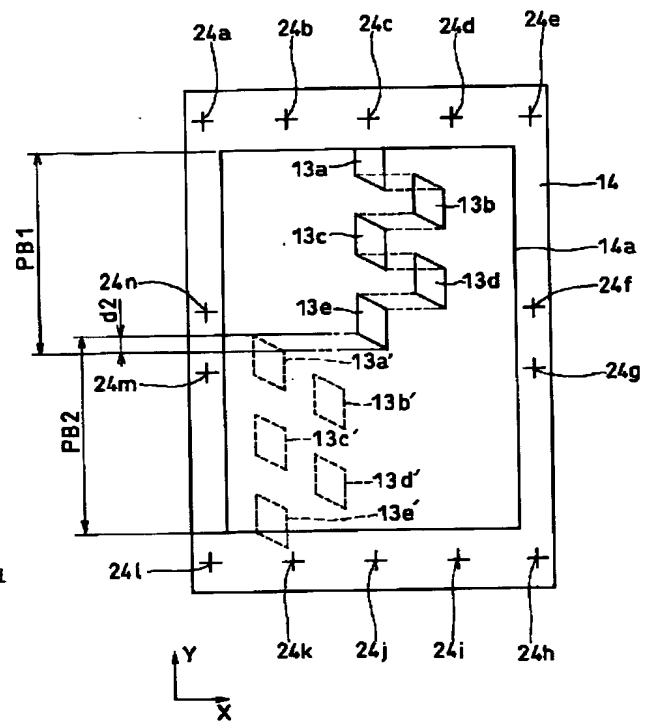 24a 24b 24c 24d 24e
13a
14
13b
PB1
13c
14a
24n
13d
24f
d2
13e
13a′
24m
24g
13b′
PB2
13c′
13d′
13e′
24l
24k 24j 24i 24h
Y
X